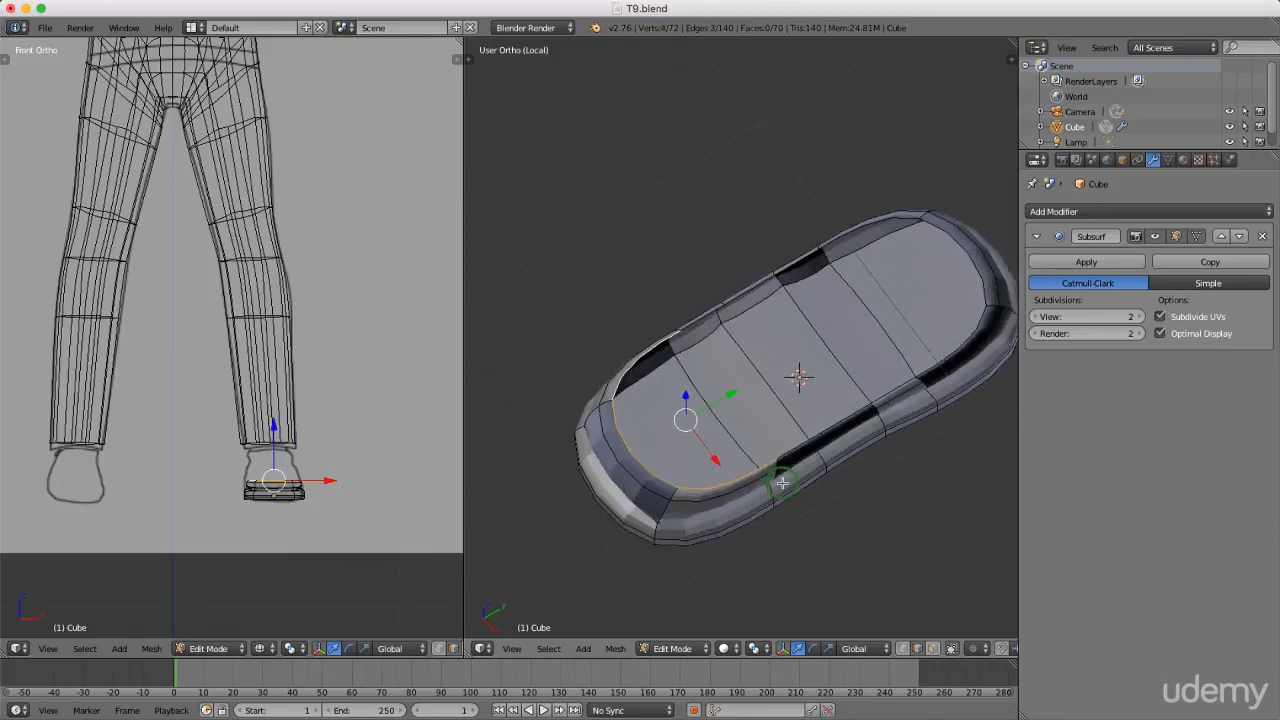 T9.blend
File Render Window Help Default Scene Blender Render v2.76 | Verts:4/72 | Edges:3/140 | Faces:0/70 | Tris:140 | Mem:24.81M | Cube
Front Ortho
User Ortho (Local)
View Search All Scenes
Scene
RenderLayers
World
Camera
Cube
Lamp
Cube
Add Modifier
Subsurf
Apply Copy
Catmull-Clark Simple
Subdivisions: Options:
View: 2 Subdivide UVs
Render: 2 Optimal Display
(1) Cube
(1) Cube
View Select Add Mesh Edit Mode Global
View Select Add Mesh Edit Mode Global
-50 -40 -30 -20 -10 0 10 20 30 40 50 60 70 80 90 100 110 120 130 140 150 160 170 180 190 200 210 220 230 240 250 260 270 280
View Marker Frame Playback Start: 1 End: 250 1 No Sync
udemy